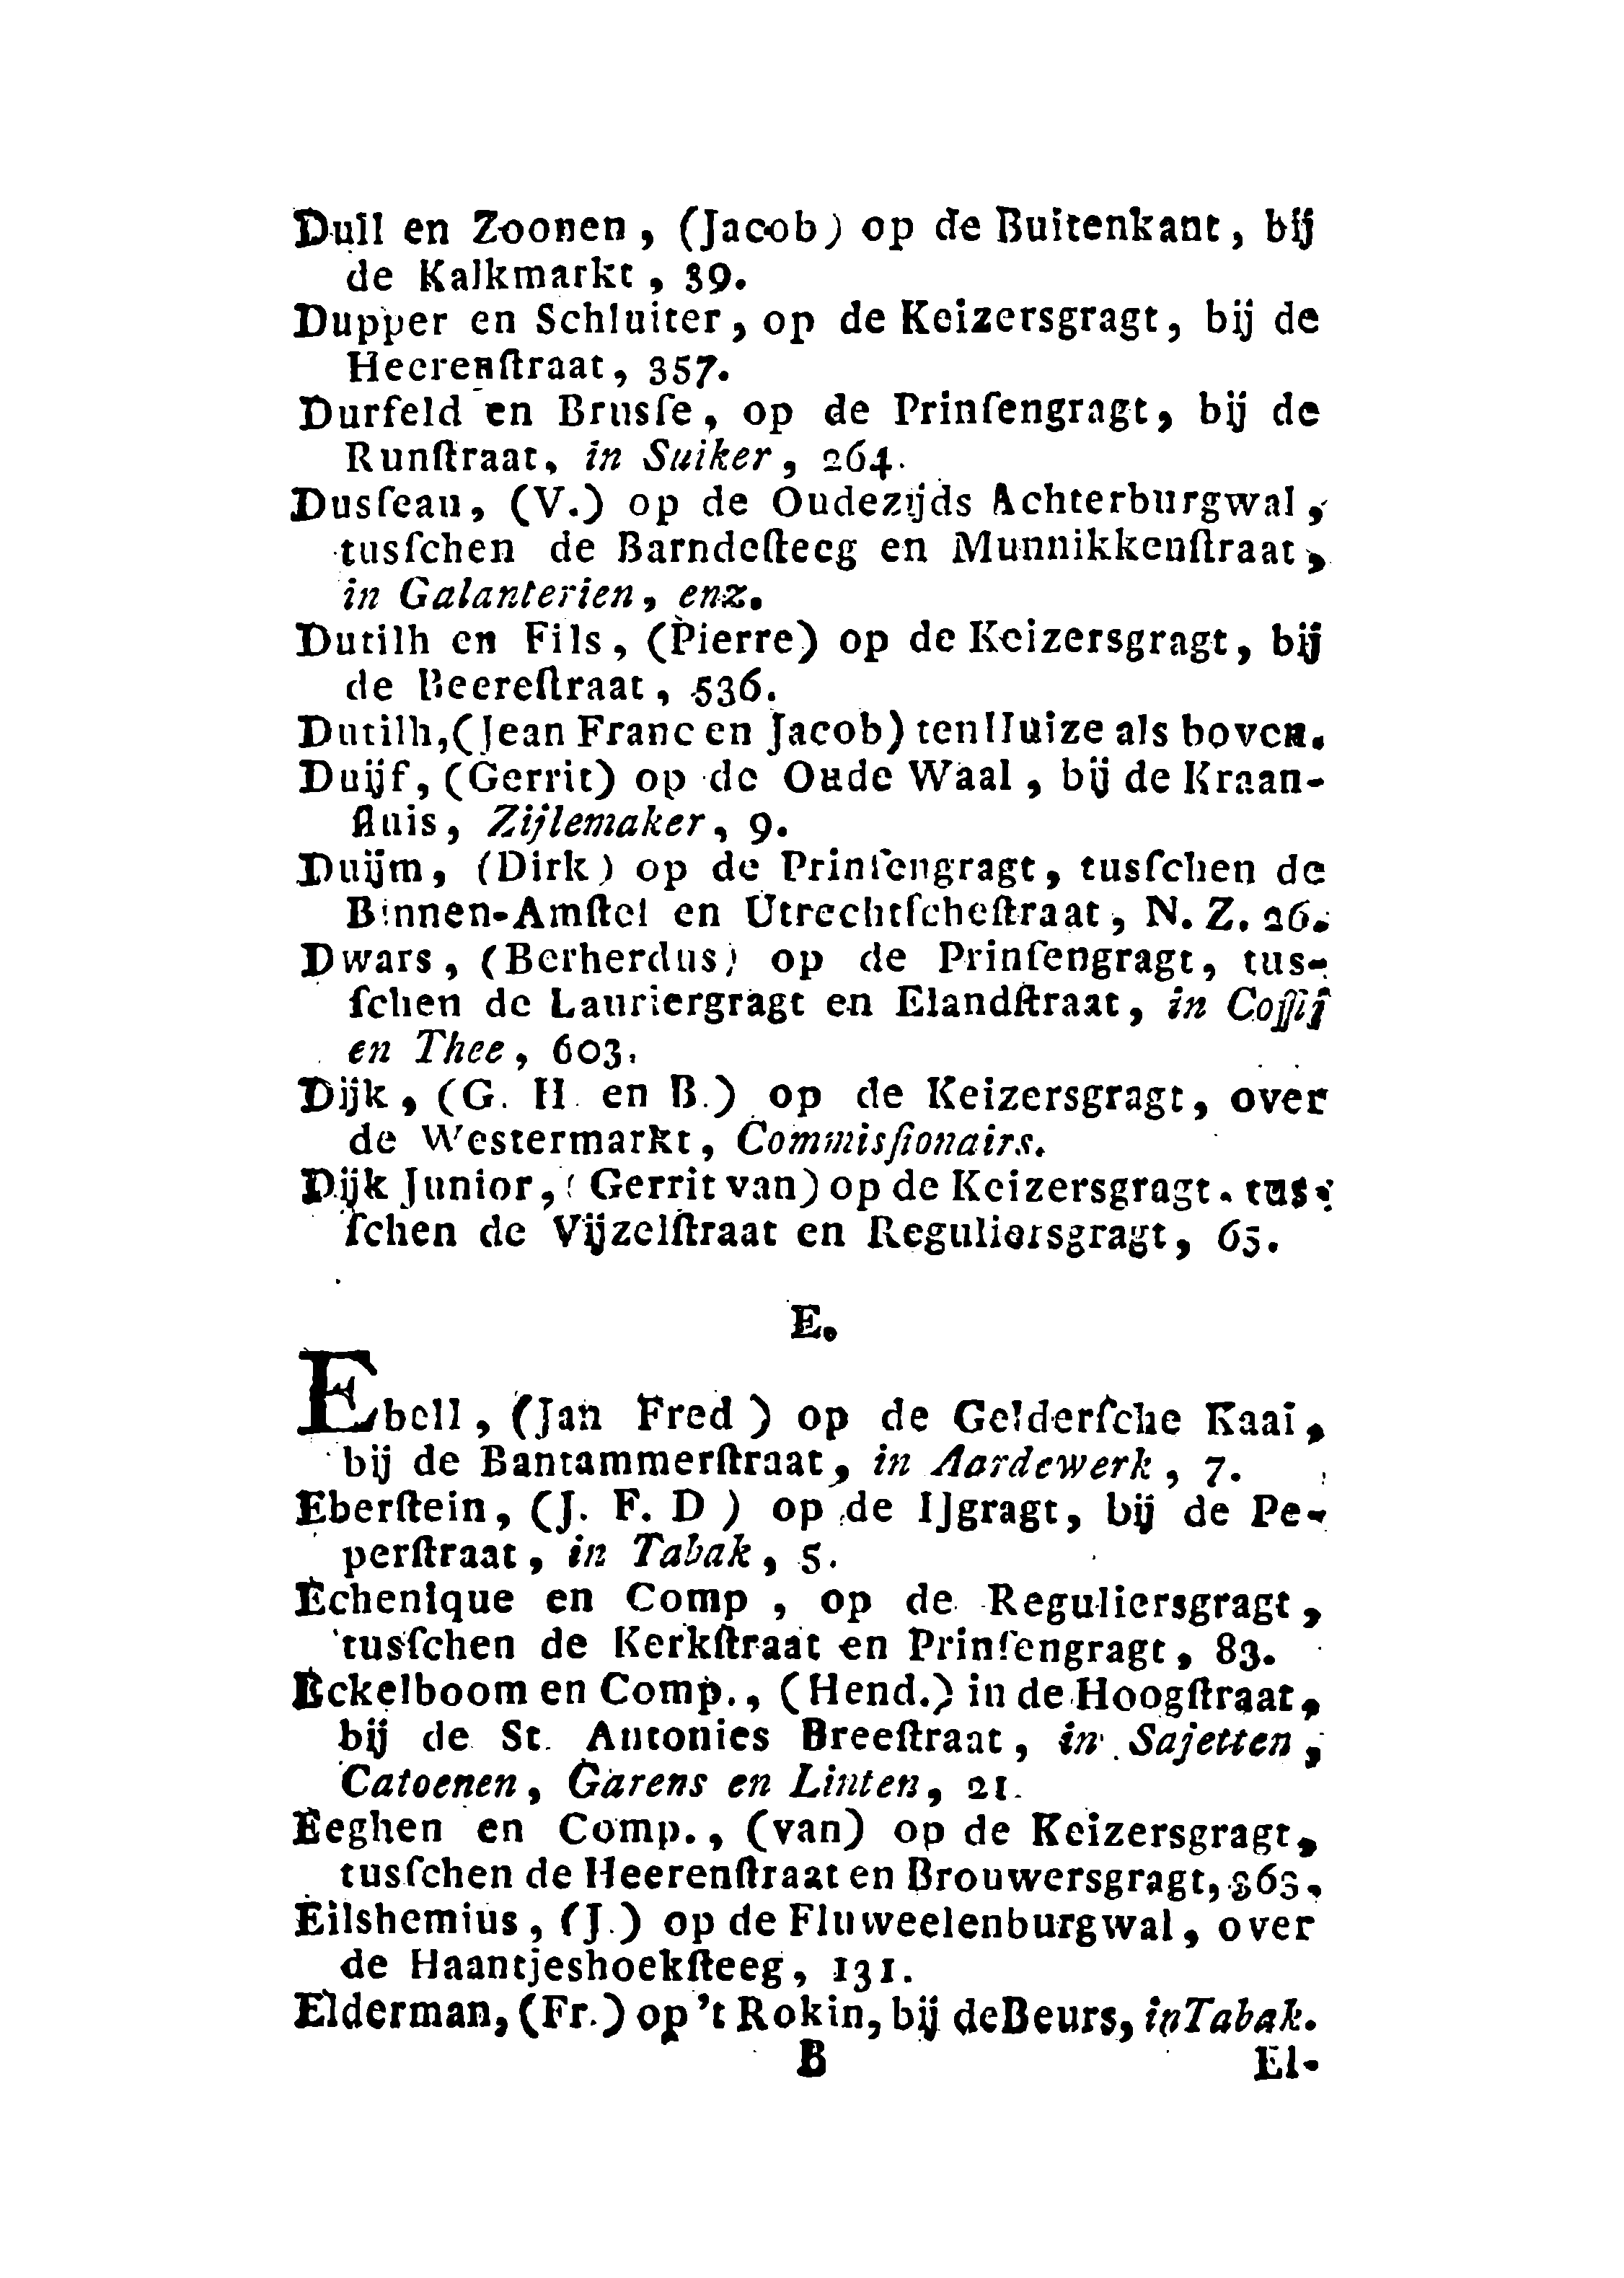 Dull en Zoonen, (Jacob) op de Buitenkant, bij
de Kalkmarkt, 39.
Dupper en Schluiter, op de Keizersgragt, bij de
Heerenſtraat, 357.
Durfeld en Brusſe, op de Prinſengragt, bij de
Runſtraat, in Suiker, 264.
Dusſeau, (V.) op de Oudezijds Achterburgwal,
tusſchen de Barndeſteeg en Munnikkenſtraat,
in Galanterien, enz.
Dutilh en Fils, (Pierre) op de Keizersgragt, bij
de Beereſtraat, 536.
Dutilh, (Jean Franc en Jacob) ten Huize als boven.
Duijf, (Gerrit) op de Oude Waal, bij de Kraan-
ſluis, Zijlemaker, 9.
Duijm, (Dirk) op de Prinſengragt, tusſchen de
Binnen-Amſtel en Utrechtſcheſtraat, N. Z. 26.
Dwars, (Berherdus) op de Prinſengragt, tus-
ſchen de Lauriergragt en Elandſtraat, in Coffij
en Thee, 603.
Dijk, (G. H. en B.) op de Keizersgragt, over
de Westermarkt, Commisſionairs.
Dijk Junior, (Gerrit van) op de Keizersgragt. tus-
ſchen de Vijzelſtraat en Reguliersgragt, 65.
E.
Ebell, (Jan Fred ) op de Gelderſche Kaai,
bij de Bantammerſtraat, in Aardewerk, 7.
Eberſtein, (J. F. D ) op de IJgragt, bij de Pe-
perſtraat, in Tabak, 5.
Echenique en Comp , op de Reguliersgragt,
tusſchen de Kerkſtraat en Prinſengragt, 83.
Eckelboom en Comp., (Hend.) in de Hoogſtraat,
bij de St. Antonies Breeſtraat, in Sajetten,
Catoenen, Garens en Linten, 21.
Eeghen en Comp., (van) op de Keizersgragt,
tusſchen de Heerenſtraat en Brouwersgragt,
Eilshemius, (J.) op de Fluweelenburgwal, over
de Haantjeshoekſteeg, 131.
Elderman, (Fr.) op 't Rokin, bij de Beurs, in Tabak.
B El-